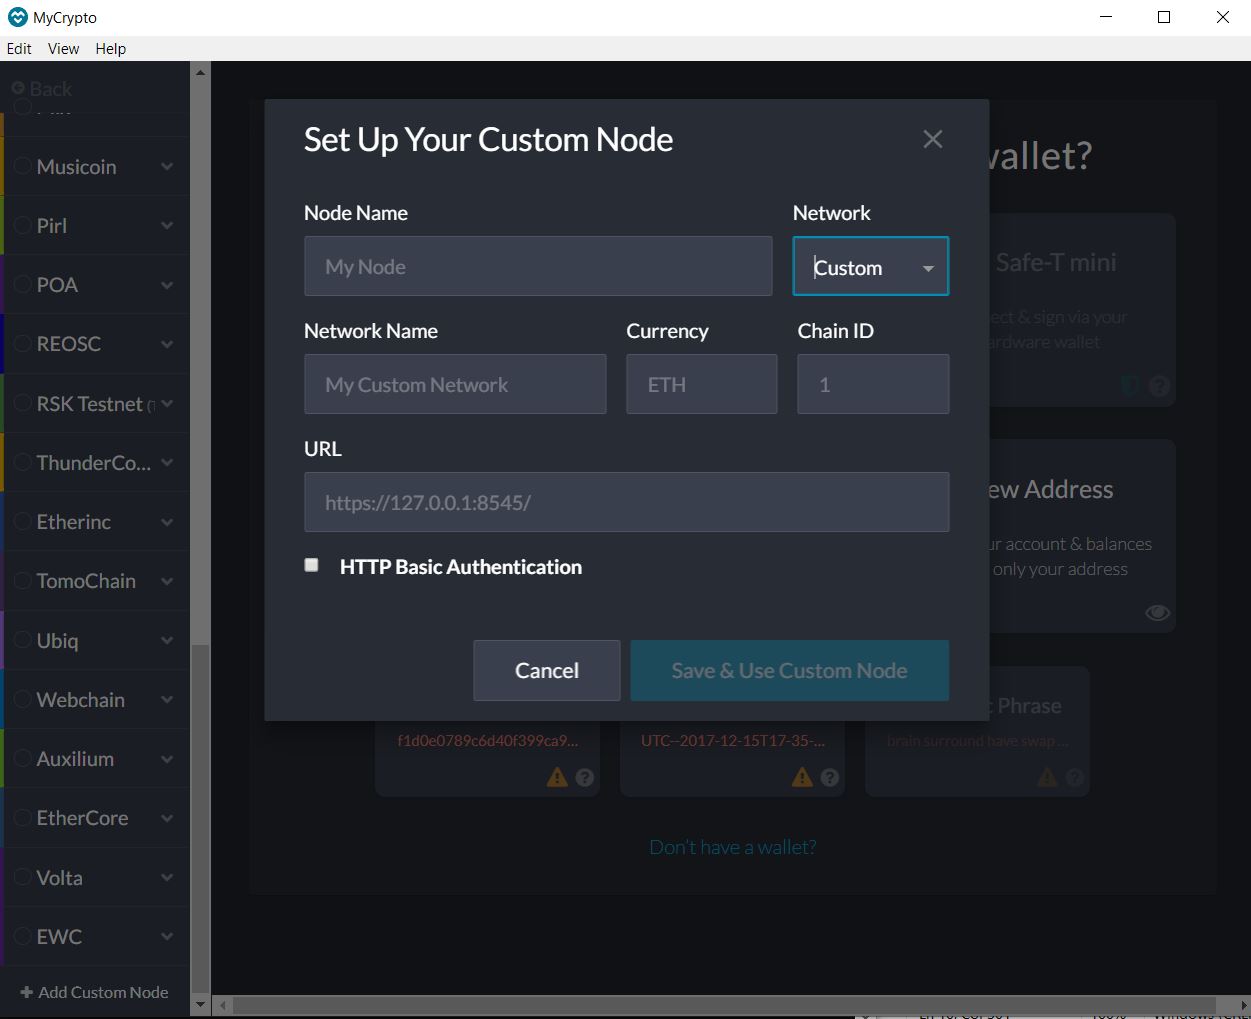 MyCrypto
Edit View Help
Back
Musicoin
Pirl
POA
REOSC
RSK Testnet
ThunderCo...
Etherinc
TomoChain
Ubiq
Webchain
Auxilium
EtherCore
Volta
EWC
+ Add Custom Node
Set Up Your Custom Node
Node Name
Network
My Node
Custom
Network Name
Currency
Chain ID
My Custom Network
ETH
1
URL
https://127.0.0.1:8545/
HTTP Basic Authentication
Cancel
Save & Use Custom Node
wallet?
Safe-T mini
ect & sign via your
ardware wallet
ew Address
ur account & balances
only your address
Phrase
f1d0e0789c6d40f399ca9...
UTC--2017-12-15T17-35-...
brain surround have swap ...
Don't have a wallet?